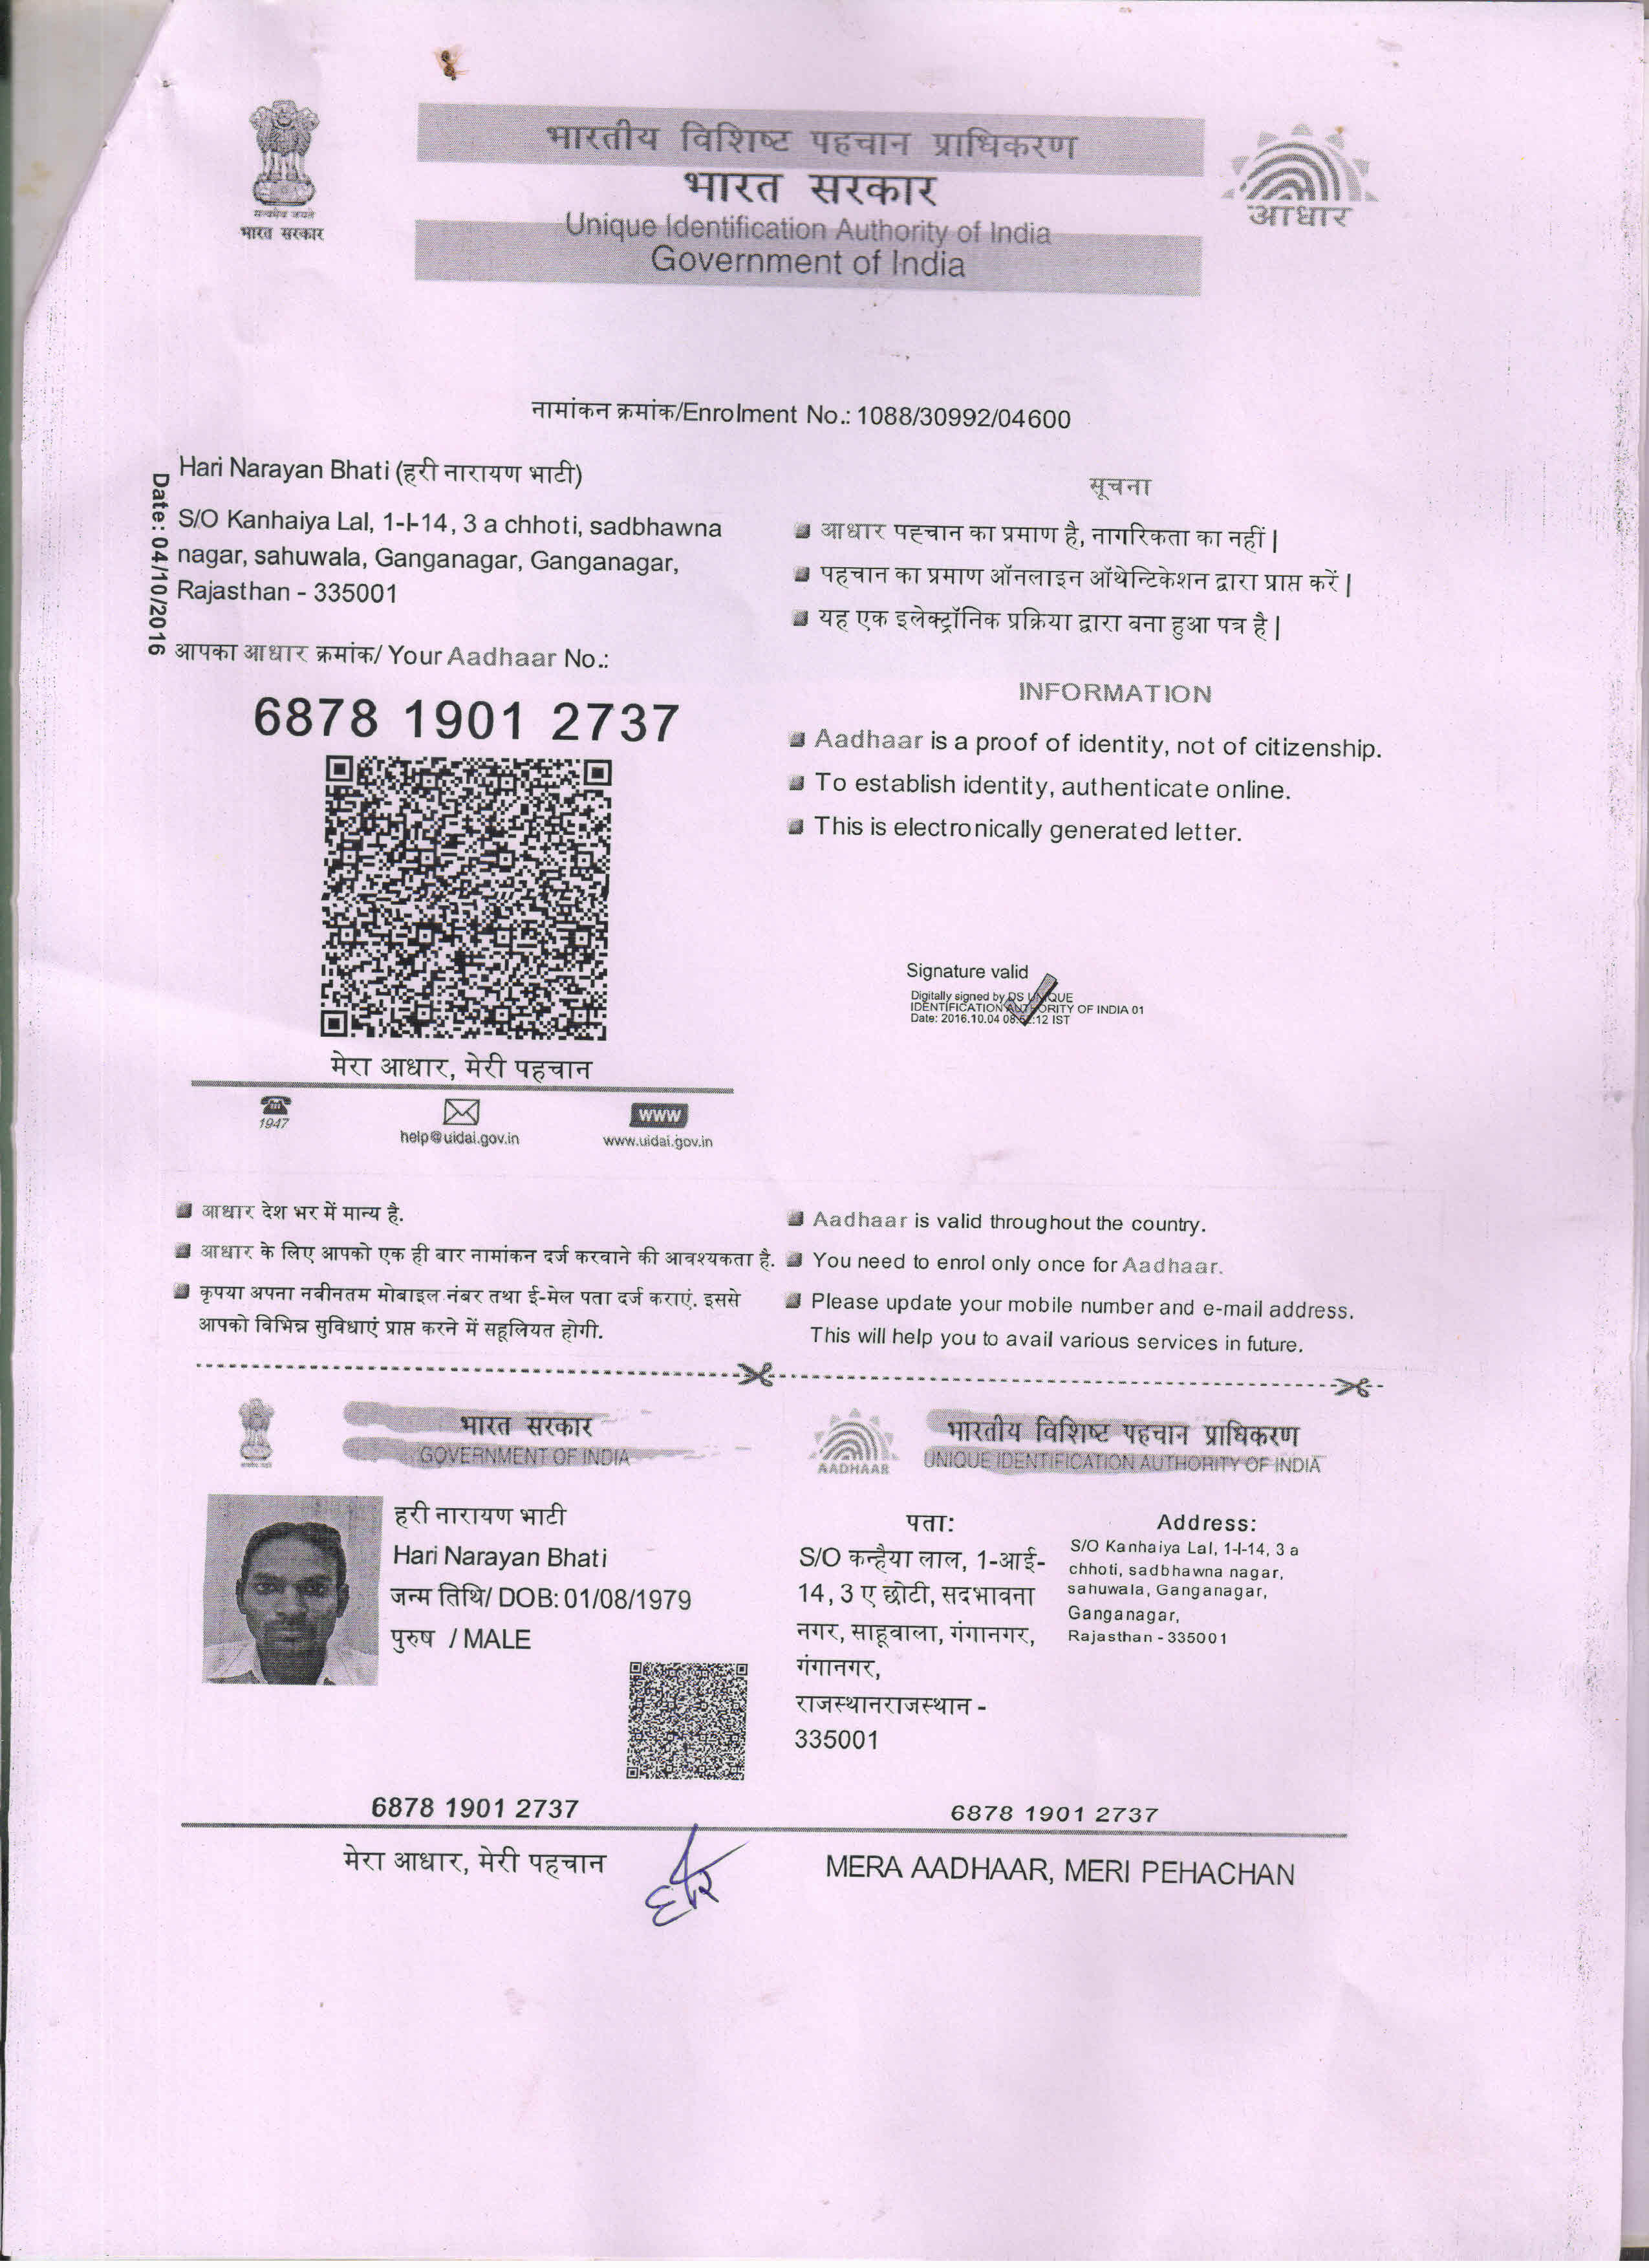 सत्यमेव जयते
भारत सरकार
भारतीय विशिष्ट पहचान प्राधिकरण
भारत सरकार
Unique Identification Authority of India
Government of India
आधार
नामांकन क्रमांक/Enrolment No.: 1088/30992/04600
Date: 04/10/2016
Hari Narayan Bhati (हरी नारायण भाटी)
S/O Kanhaiya Lal, 1-I-14, 3 a chhoti, sadbhawna
nagar, sahuwala, Ganganagar, Ganganagar,
Rajasthan - 335001
आपका आधार क्रमांक/ Your Aadhaar No.:
6878 1901 2737
मेरा आधार, मेरी पहचान
1947
help@uidai.gov.in
www
www.uidai.gov.in
सूचना
आधार पहचान का प्रमाण है, नागरिकता का नहीं |
पहचान का प्रमाण ऑनलाइन ऑथेन्टिकेशन द्वारा प्राप्त करें |
यह एक इलेक्ट्रॉनिक प्रक्रिया द्वारा बना हुआ पत्र है |
INFORMATION
Aadhaar is a proof of identity, not of citizenship.
To establish identity, authenticate online.
This is electronically generated letter.
Signature valid
Digitally signed by DS UNIQUE
IDENTIFICATION AUTHORITY OF INDIA 01
Date: 2016.10.04 IST
आधार देश भर में मान्य है.
आधार के लिए आपको एक ही बार नामांकन दर्ज करवाने की आवश्यकता है.
कृपया अपना नवीनतम मोबाइल नंबर तथा ई-मेल पता दर्ज कराएं. इससे
आपको विभिन्न सुविधाएं प्राप्त करने में सहूलियत होगी.
Aadhaar is valid throughout the country.
You need to enrol only once for Aadhaar.
Please update your mobile number and e-mail address.
This will help you to avail various services in future.
भारत सरकार
GOVERNMENT OF INDIA
हरी नारायण भाटी
Hari Narayan Bhati
जन्म तिथि/ DOB: 01/08/1979
पुरुष / MALE
6878 1901 2737
मेरा आधार, मेरी पहचान
हरि
AADHAAR
भारतीय विशिष्ट पहचान प्राधिकरण
UNIQUE IDENTIFICATION AUTHORITY OF INDIA
पता:
S/O कन्हैया लाल, 1-आई-
14, 3 ए छोटी, सदभावना
नगर, साहूवाला, गंगानगर,
गंगानगर,
राजस्थानराजस्थान -
335001
Address:
S/O Kanhaiya Lal, 1-I-14, 3 a
chhoti, sadbhawna nagar,
sahuwala, Ganganagar,
Ganganagar,
Rajasthan - 335001
6878 1901 2737
MERA AADHAAR, MERI PEHACHAN